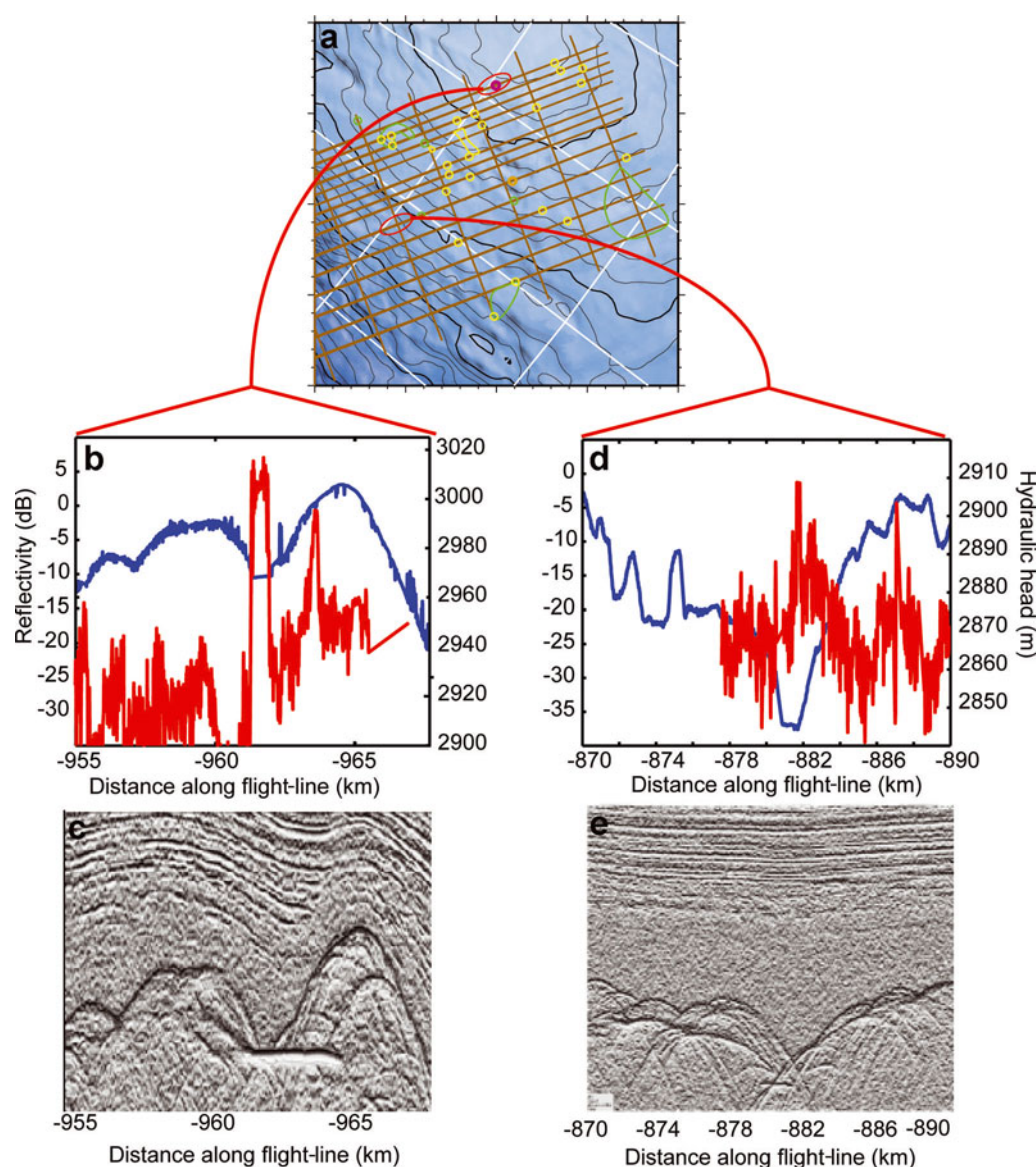 a
b
5
0
-5
-10
-15
-20
-25
-30
Reflectivity (dB)
3020
3000
2980
2960
2940
2920
2900
-955
-960
-965
Distance along flight-line (km)
d
0
-5
-10
-15
-20
-25
-30
-35
2910
2900
2890
2880
2870
2860
2850
Hydraulic head (m)
-870 -874 -878 -882 -886 -890
Distance along flight-line (km)
c
-955
-960
-965
Distance along flight-line (km)
e
-870 -874 -878 -882 -886 -890
Distance along flight-line (km)